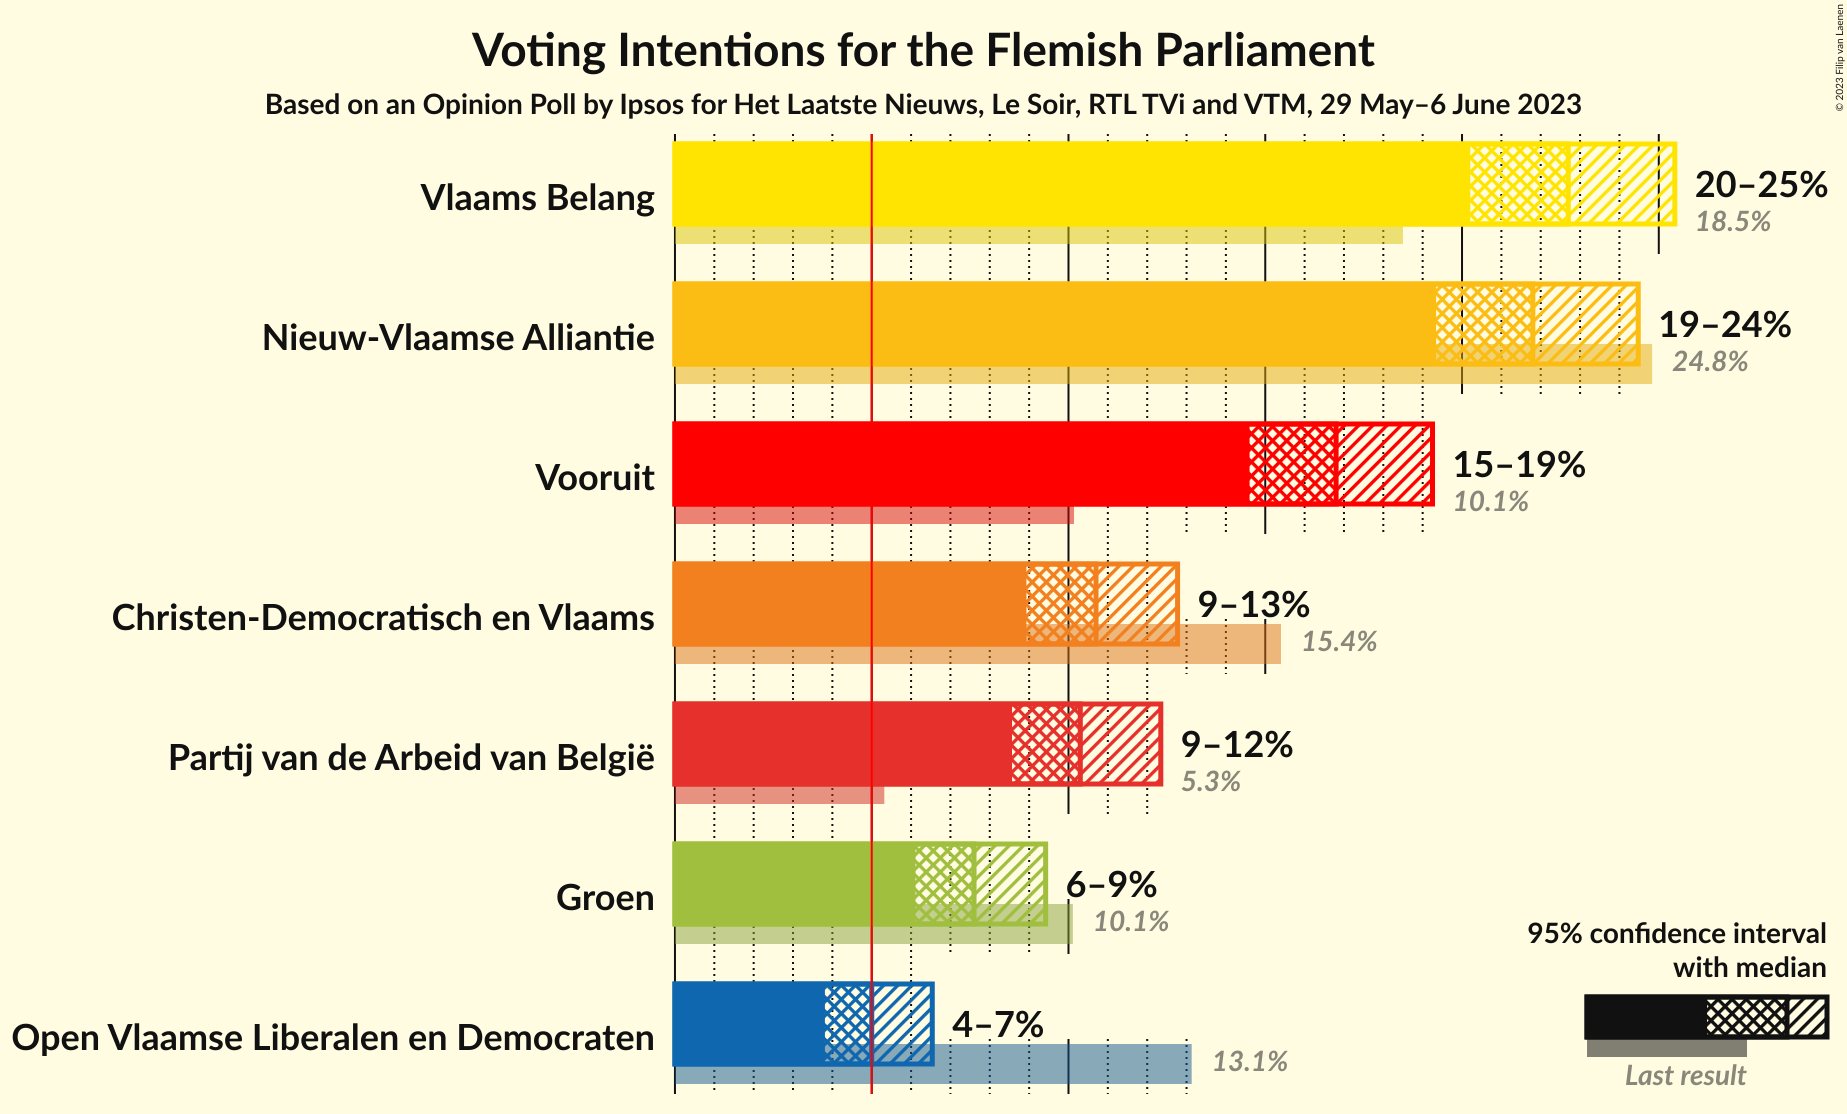 Voting Intentions for the Flemish Parliament
Based on an Opinion Poll by Ipsos for Het Laatste Nieuws, Le Soir, RTL TVi and VTM, 29 May–6 June 2023
© 2023 Filip van Laenen
Vlaams Belang
20–25%
18.5%
Nieuw-Vlaamse Alliantie
19–24%
24.8%
Vooruit
15–19%
10.1%
Christen-Democratisch en Vlaams
9–13%
15.4%
Partij van de Arbeid van België
9–12%
5.3%
Groen
6–9%
10.1%
Open Vlaamse Liberalen en Democraten
4–7%
13.1%
95% confidence interval
with median
Last result